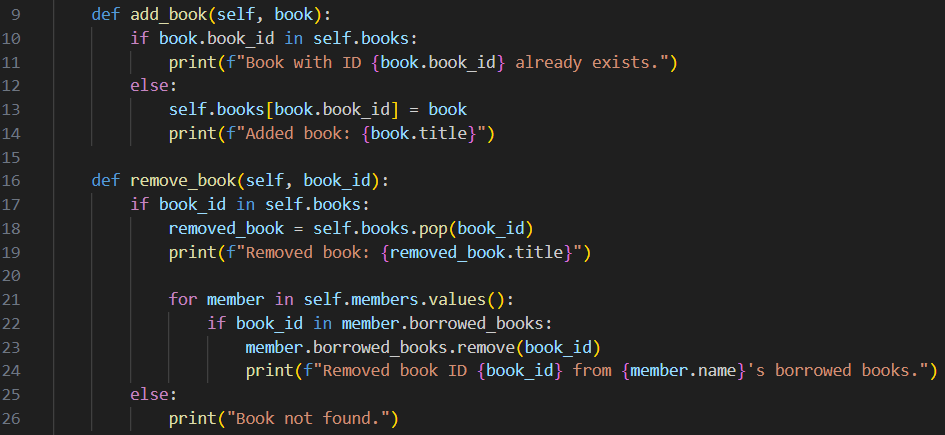 9 def add_book(self, book):
10 if book.book_id in self.books:
11 print(f"Book with ID {book.book_id} already exists.")
12 else:
13 self.books[book.book_id] = book
14 print(f"Added book: {book.title}")
15
16 def remove_book(self, book_id):
17 if book_id in self.books:
18 removed_book = self.books.pop(book_id)
19 print(f"Removed book: {removed_book.title}")
20
21 for member in self.members.values():
22 if book_id in member.borrowed_books:
23 member.borrowed_books.remove(book_id)
24 print(f"Removed book ID {book_id} from {member.name}'s borrowed books.")
25 else:
26 print("Book not found.")